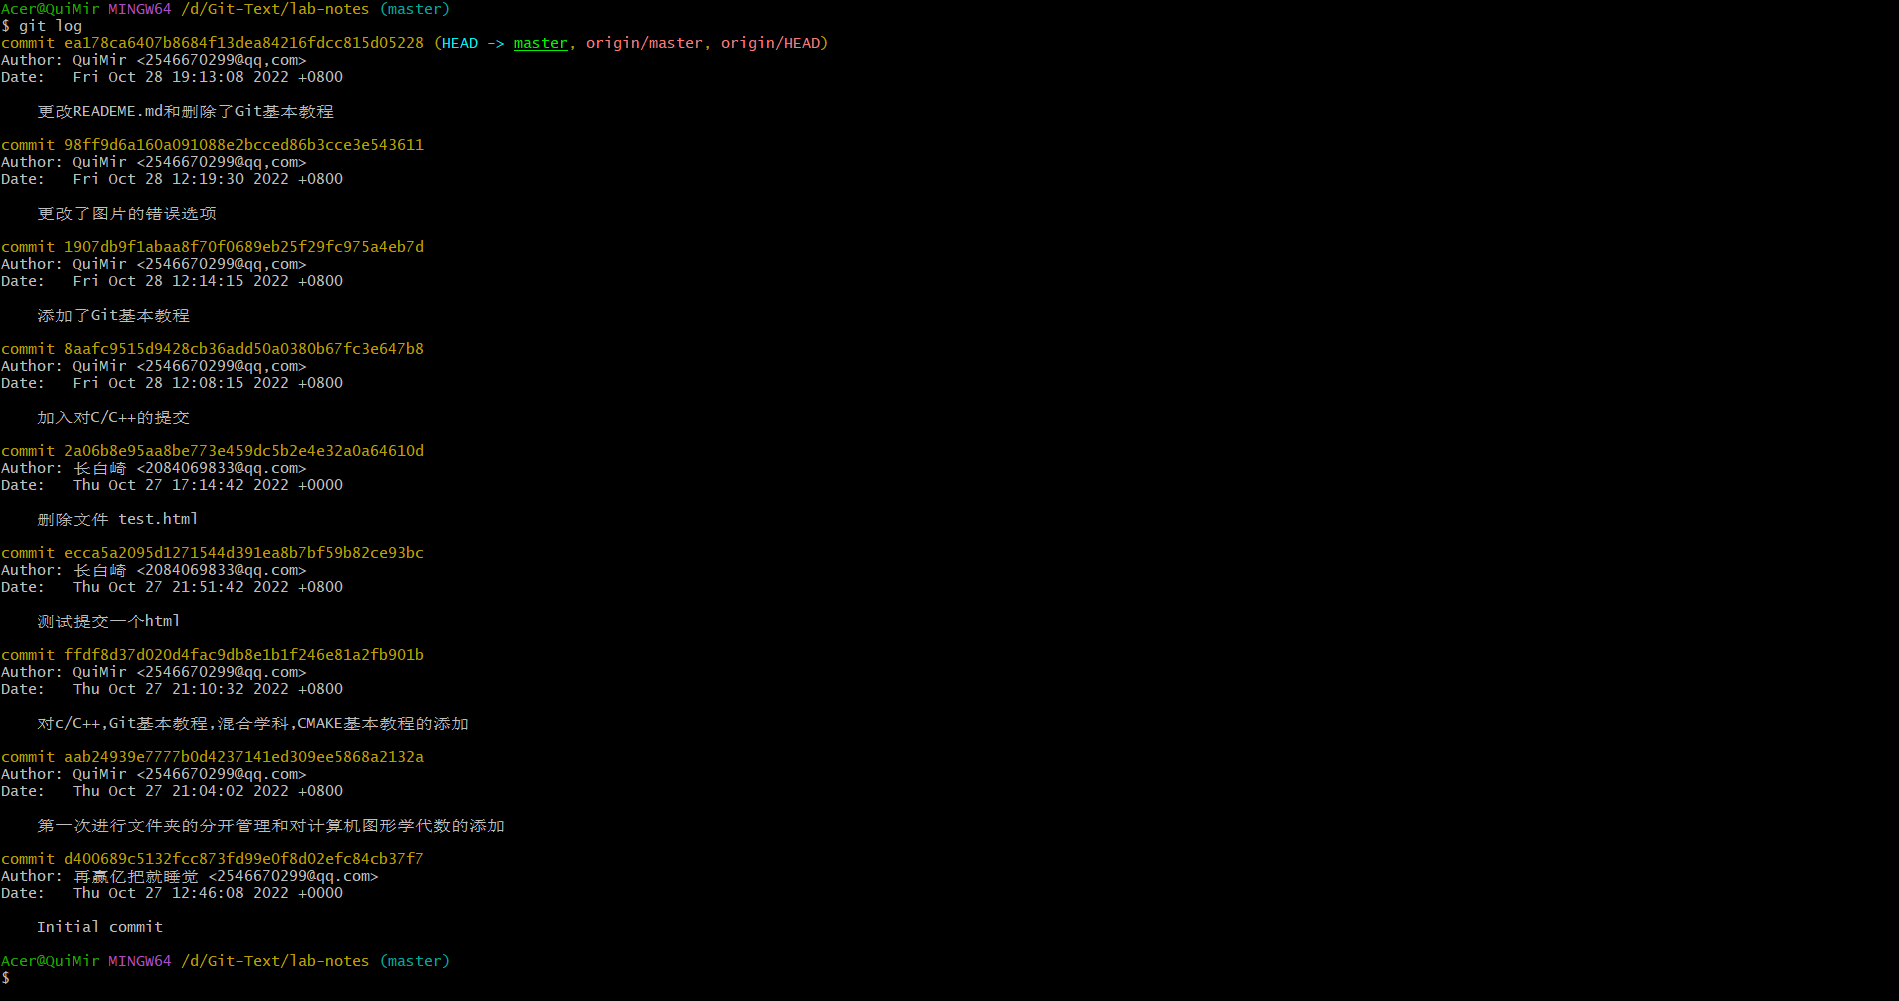 Acer@QuiMir MINGW64 /d/Git-Text/lab-notes (master)
$ git log
commit ea178ca6407b8684f13dea84216fdcc815d05228 (HEAD -> master, origin/master, origin/HEAD)
Author: QuiMir <2546670299@qq,com>
Date:   Fri Oct 28 19:13:08 2022 +0800
更改READEME.md和删除了Git基本教程
commit 98ff9d6a160a091088e2bcced86b3cce3e543611
Author: QuiMir <2546670299@qq,com>
Date:   Fri Oct 28 12:19:30 2022 +0800
更改了图片的错误选项
commit 1907db9f1abaa8f70f0689eb25f29fc975a4eb7d
Author: QuiMir <2546670299@qq,com>
Date:   Fri Oct 28 12:14:15 2022 +0800
添加了Git基本教程
commit 8aafc9515d9428cb36add50a0380b67fc3e647b8
Author: QuiMir <2546670299@qq,com>
Date:   Fri Oct 28 12:08:15 2022 +0800
加入对C/C++的提交
commit 2a06b8e95aa8be773e459dc5b2e4e32a0a64610d
Author: 长白崎 <2084069833@qq.com>
Date:   Thu Oct 27 17:14:42 2022 +0000
删除文件 test.html
commit ecca5a2095d1271544d391ea8b7bf59b82ce93bc
Author: 长白崎 <2084069833@qq.com>
Date:   Thu Oct 27 21:51:42 2022 +0800
测试提交一个html
commit ffdf8d37d020d4fac9db8e1b1f246e81a2fb901b
Author: QuiMir <2546670299@qq.com>
Date:   Thu Oct 27 21:10:32 2022 +0800
对c/C++,Git基本教程,混合学科,CMAKE基本教程的添加
commit aab24939e7777b0d4237141ed309ee5868a2132a
Author: QuiMir <2546670299@qq.com>
Date:   Thu Oct 27 21:04:02 2022 +0800
第一次进行文件夹的分开管理和对计算机图形学代数的添加
commit d400689c5132fcc873fd99e0f8d02efc84cb37f7
Author: 再赢亿把就睡觉 <2546670299@qq.com>
Date:   Thu Oct 27 12:46:08 2022 +0000
Initial commit
Acer@QuiMir MINGW64 /d/Git-Text/lab-notes (master)
$